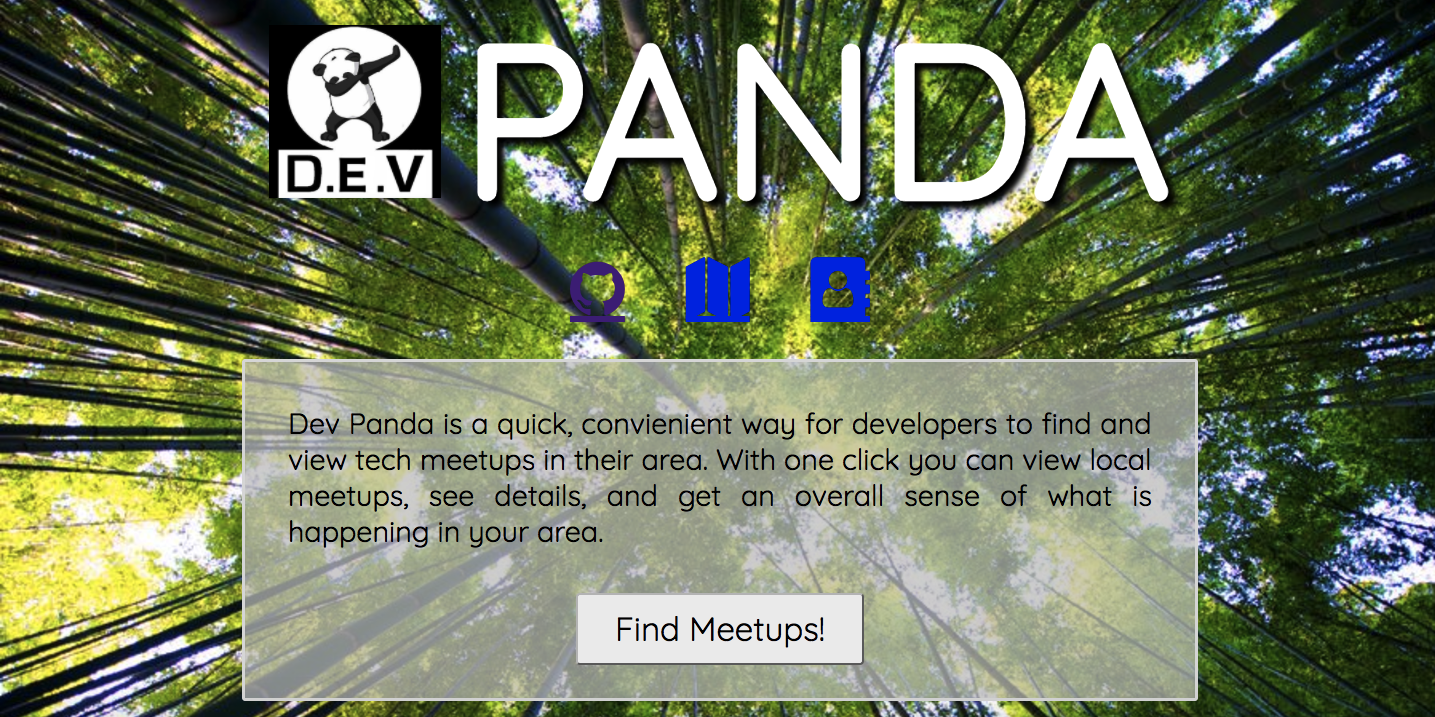 D.E.V
PANDA
Dev Panda is a quick, convienient way for developers to find and
view tech meetups in their area. With one click you can view local
meetups, see details, and get an overall sense of what is
happening in your area.
Find Meetups!